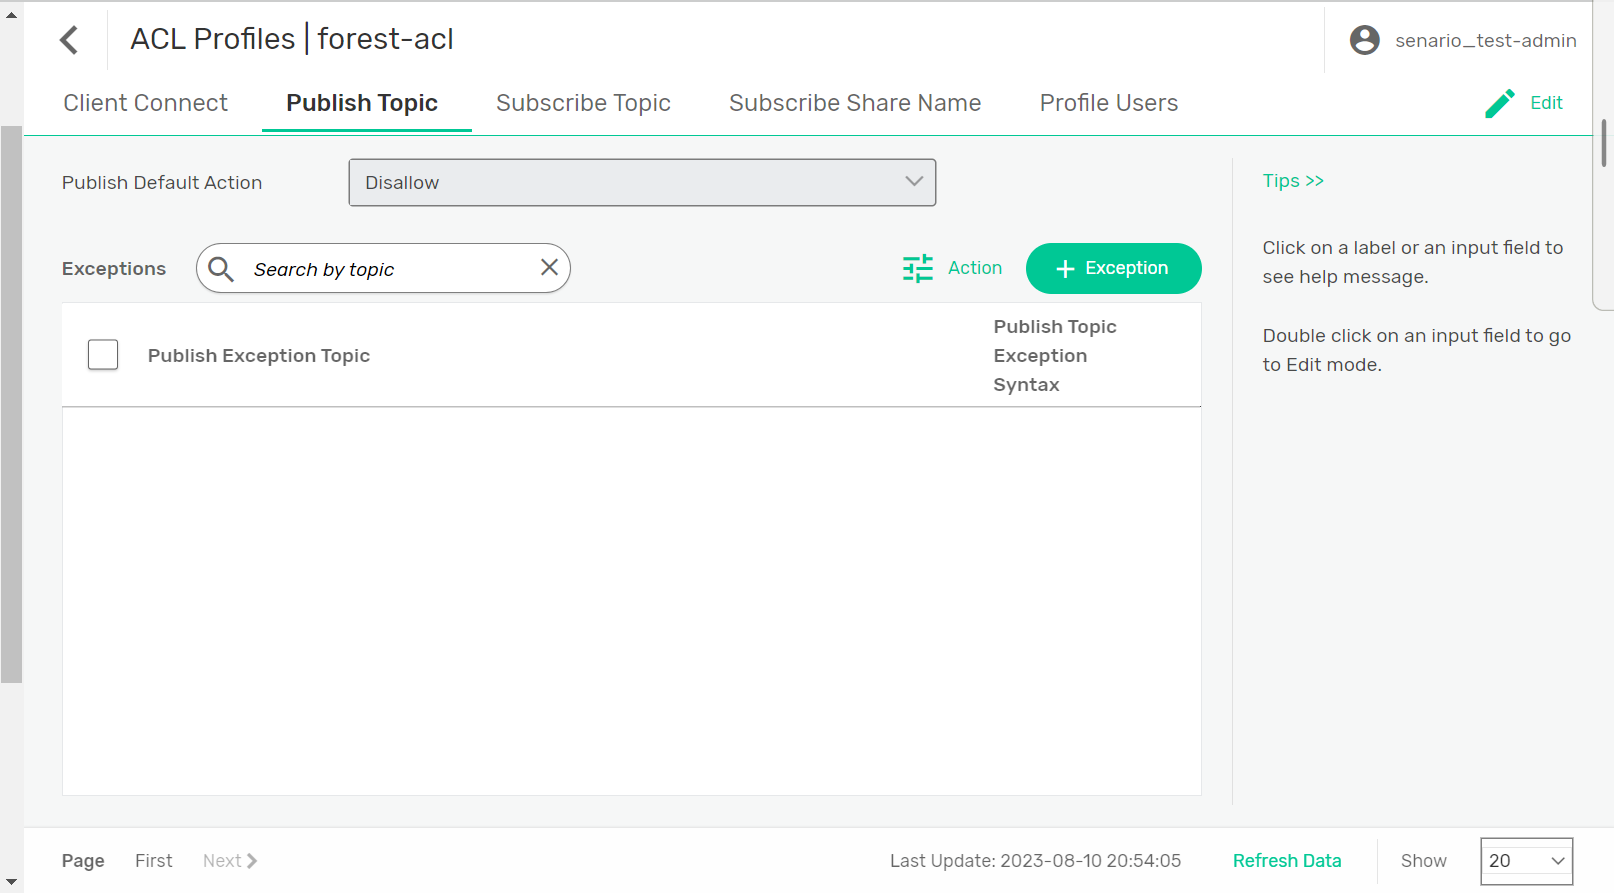 ACL Profiles | forest-acl
senario_test-admin
Client Connect
Publish Topic
Subscribe Topic
Subscribe Share Name
Profile Users
Edit
Publish Default Action
Disallow
Tips >>
Click on a label or an input field to
see help message.
Double click on an input field to go
to Edit mode.
Exceptions
Search by topic
Action
+ Exception
Publish Exception Topic
Publish Topic
Exception
Syntax
Page
First
Next
Last Update: 2023-08-10 20:54:05
Refresh Data
Show
20